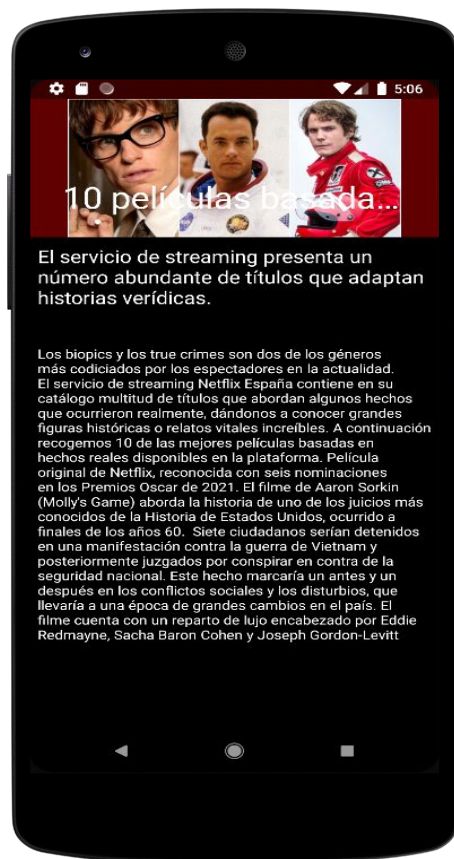 5:06
10 películas basada...
El servicio de streaming presenta un
número abundante de títulos que adaptan
historias verídicas.
Los biopics y los true crimes son dos de los géneros
más codiciados por los espectadores en la actualidad.
El servicio de streaming Netflix España contiene en su
catálogo multitud de títulos que abordan algunos hechos
que ocurrieron realmente, dándonos a conocer grandes
figuras históricas o relatos vitales increíbles. A continuación
recogemos 10 de las mejores películas basadas en
hechos reales disponibles en la plataforma. Película
original de Netflix, reconocida con seis nominaciones
en los Premios Oscar de 2021. El filme de Aaron Sorkin
(Molly's Game) aborda la historia de uno de los juicios más
conocidos de la Historia de Estados Unidos, ocurrido a
finales de los años 60.  Siete ciudadanos serían detenidos
en una manifestación contra la guerra de Vietnam y
posteriormente juzgados por conspirar en contra de la
seguridad nacional. Este hecho marcaría un antes y un
después en los conflictos sociales y los disturbios, que
llevaría a una época de grandes cambios en el país. El
filme cuenta con un reparto de lujo encabezado por Eddie
Redmayne, Sacha Baron Cohen y Joseph Gordon-Levitt